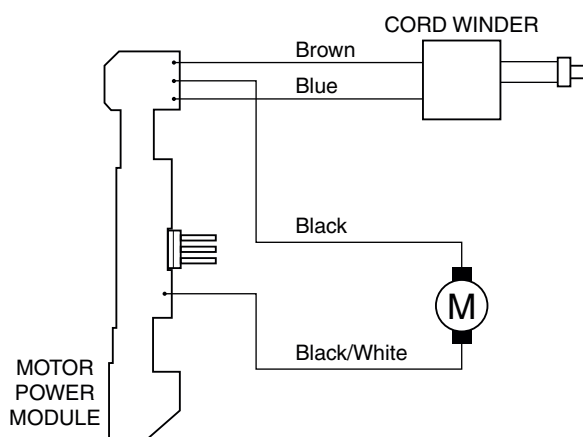 CORD WINDER
Brown
Blue
Black
M
Black/White
MOTOR
POWER
MODULE